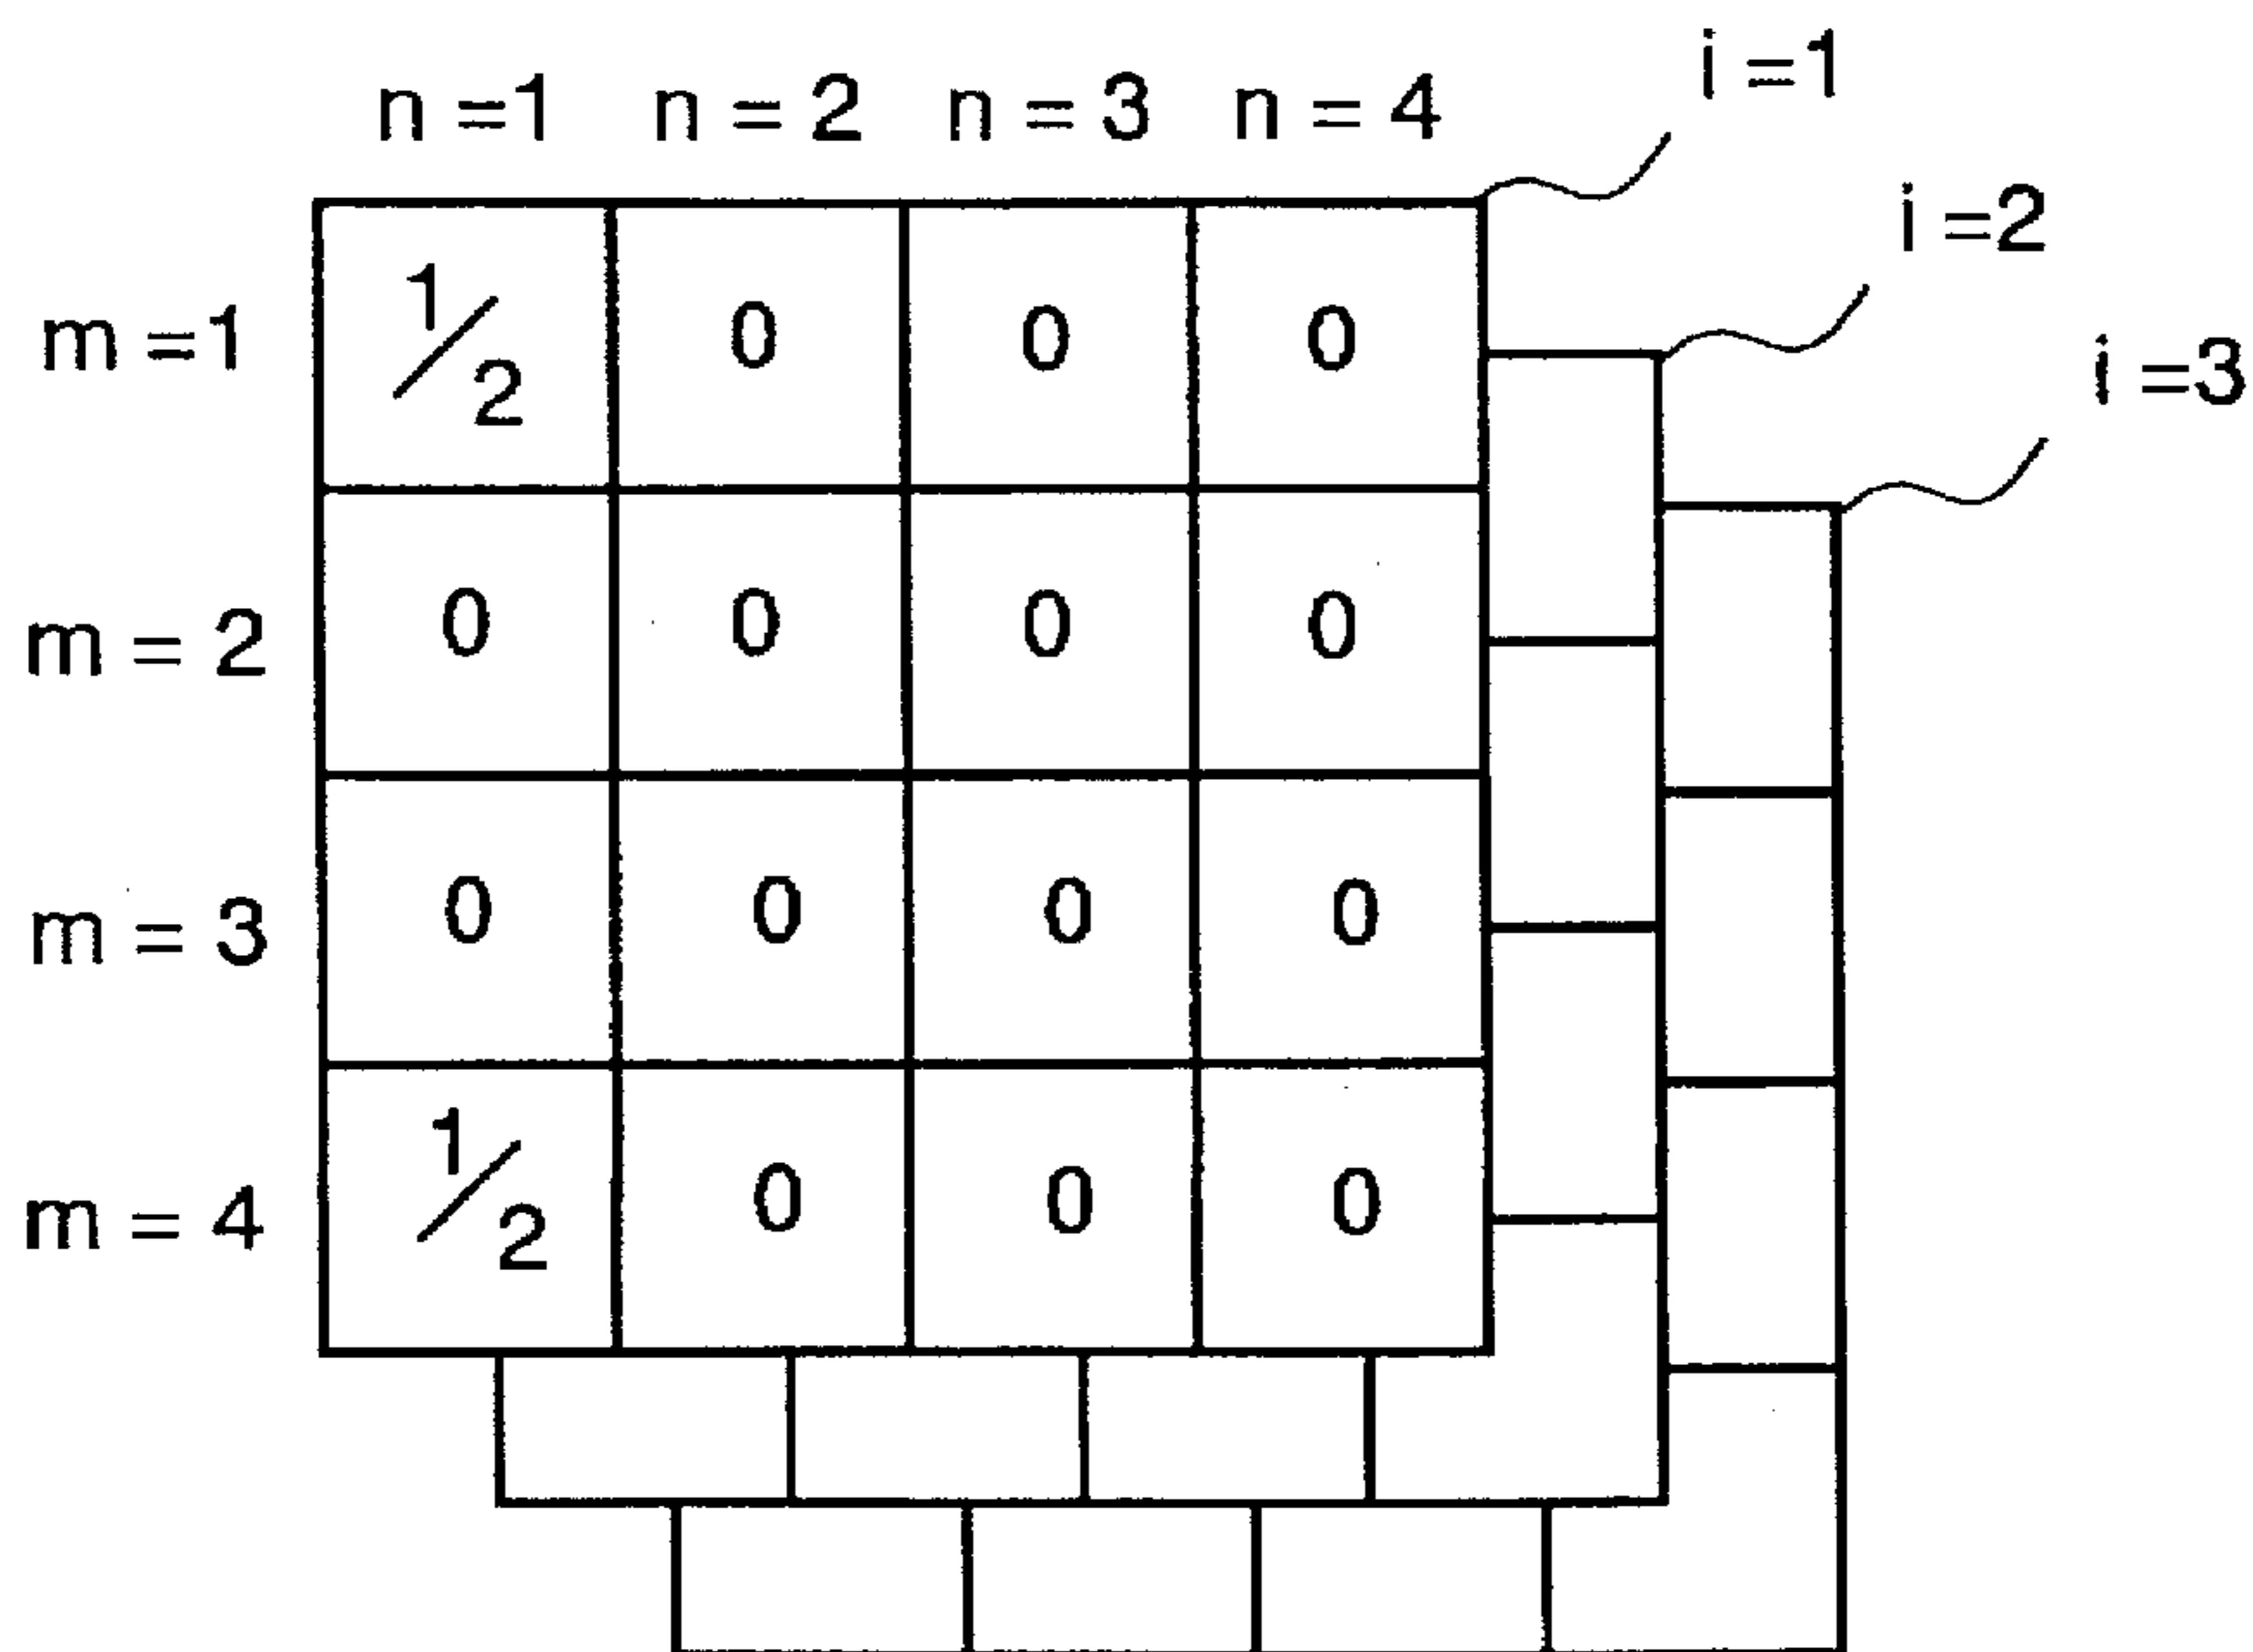 i =1
n =1 n = 2 n = 3 n = 4
i =2
m =1 1/2 0 0 0
i =3
m = 2 0 0 0 0
m = 3 0 0 0 0
m = 4 1/2 0 0 0